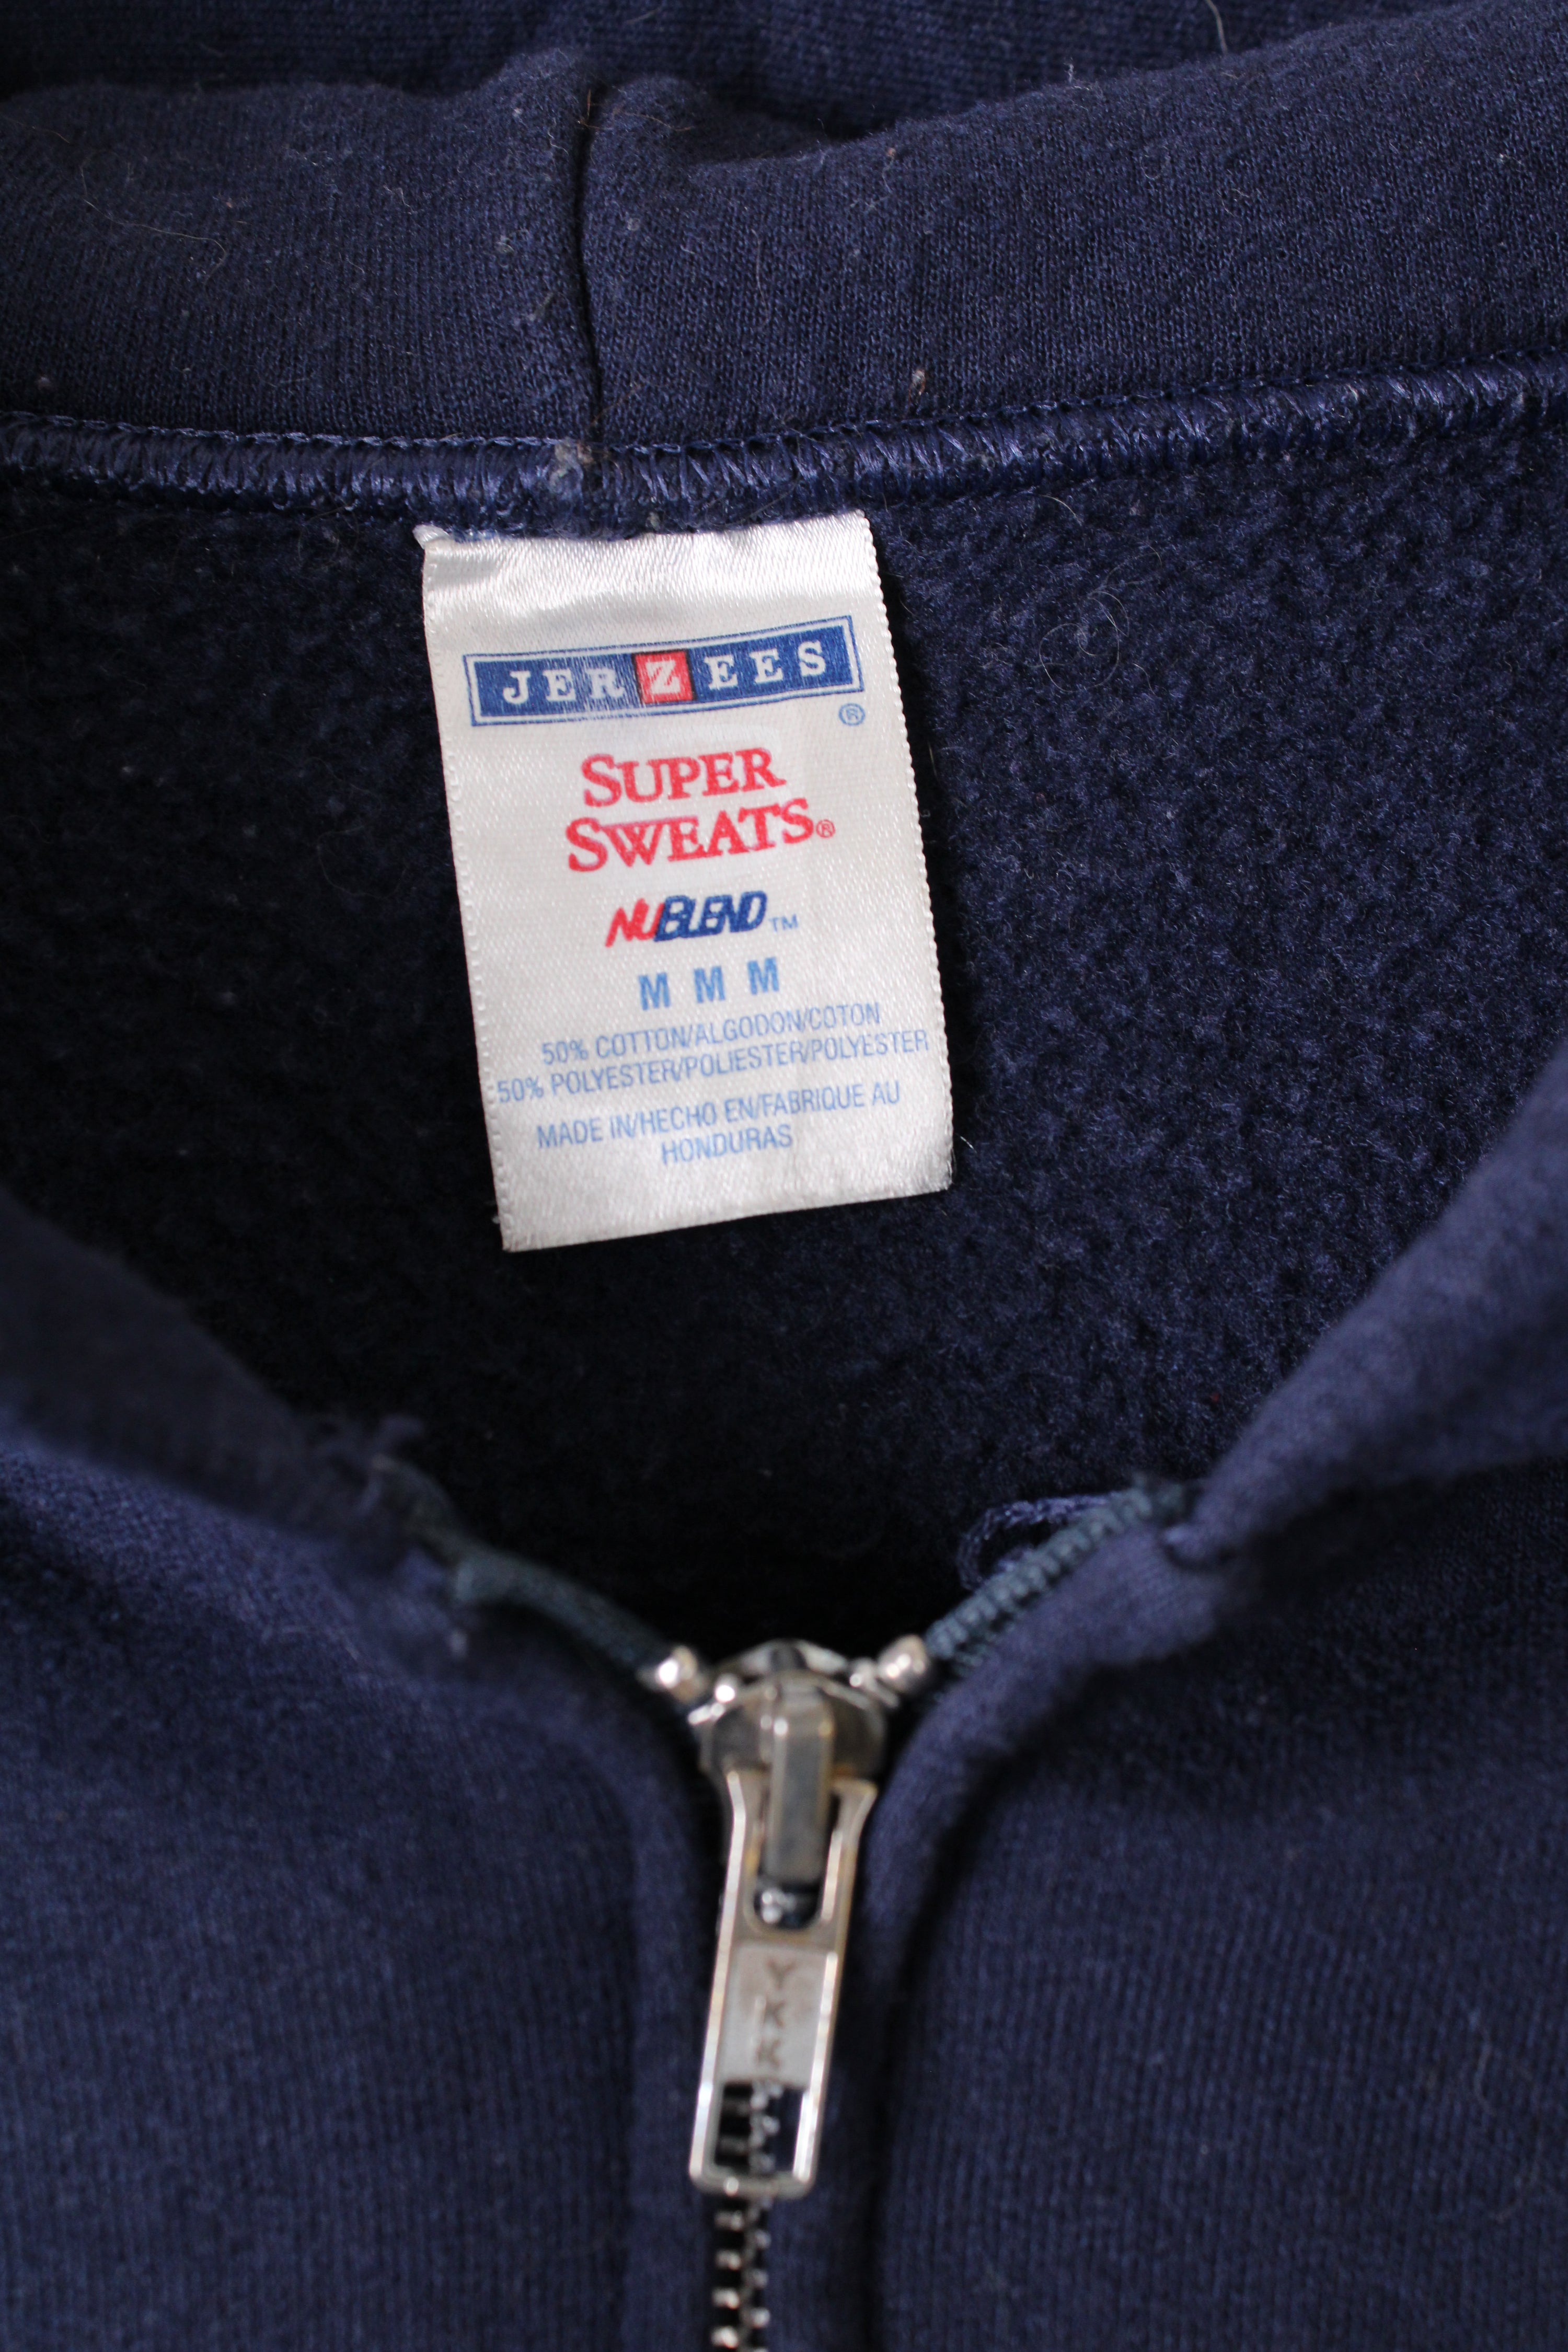 JERZEES
®
SUPER
SWEATS®
NUBLEND™
M M M
50% COTTON/ALGODON/COTON
50% POLYESTER/POLIESTER/POLYESTER
MADE IN/HECHO EN/FABRIQUE AU
HONDURAS
YKK